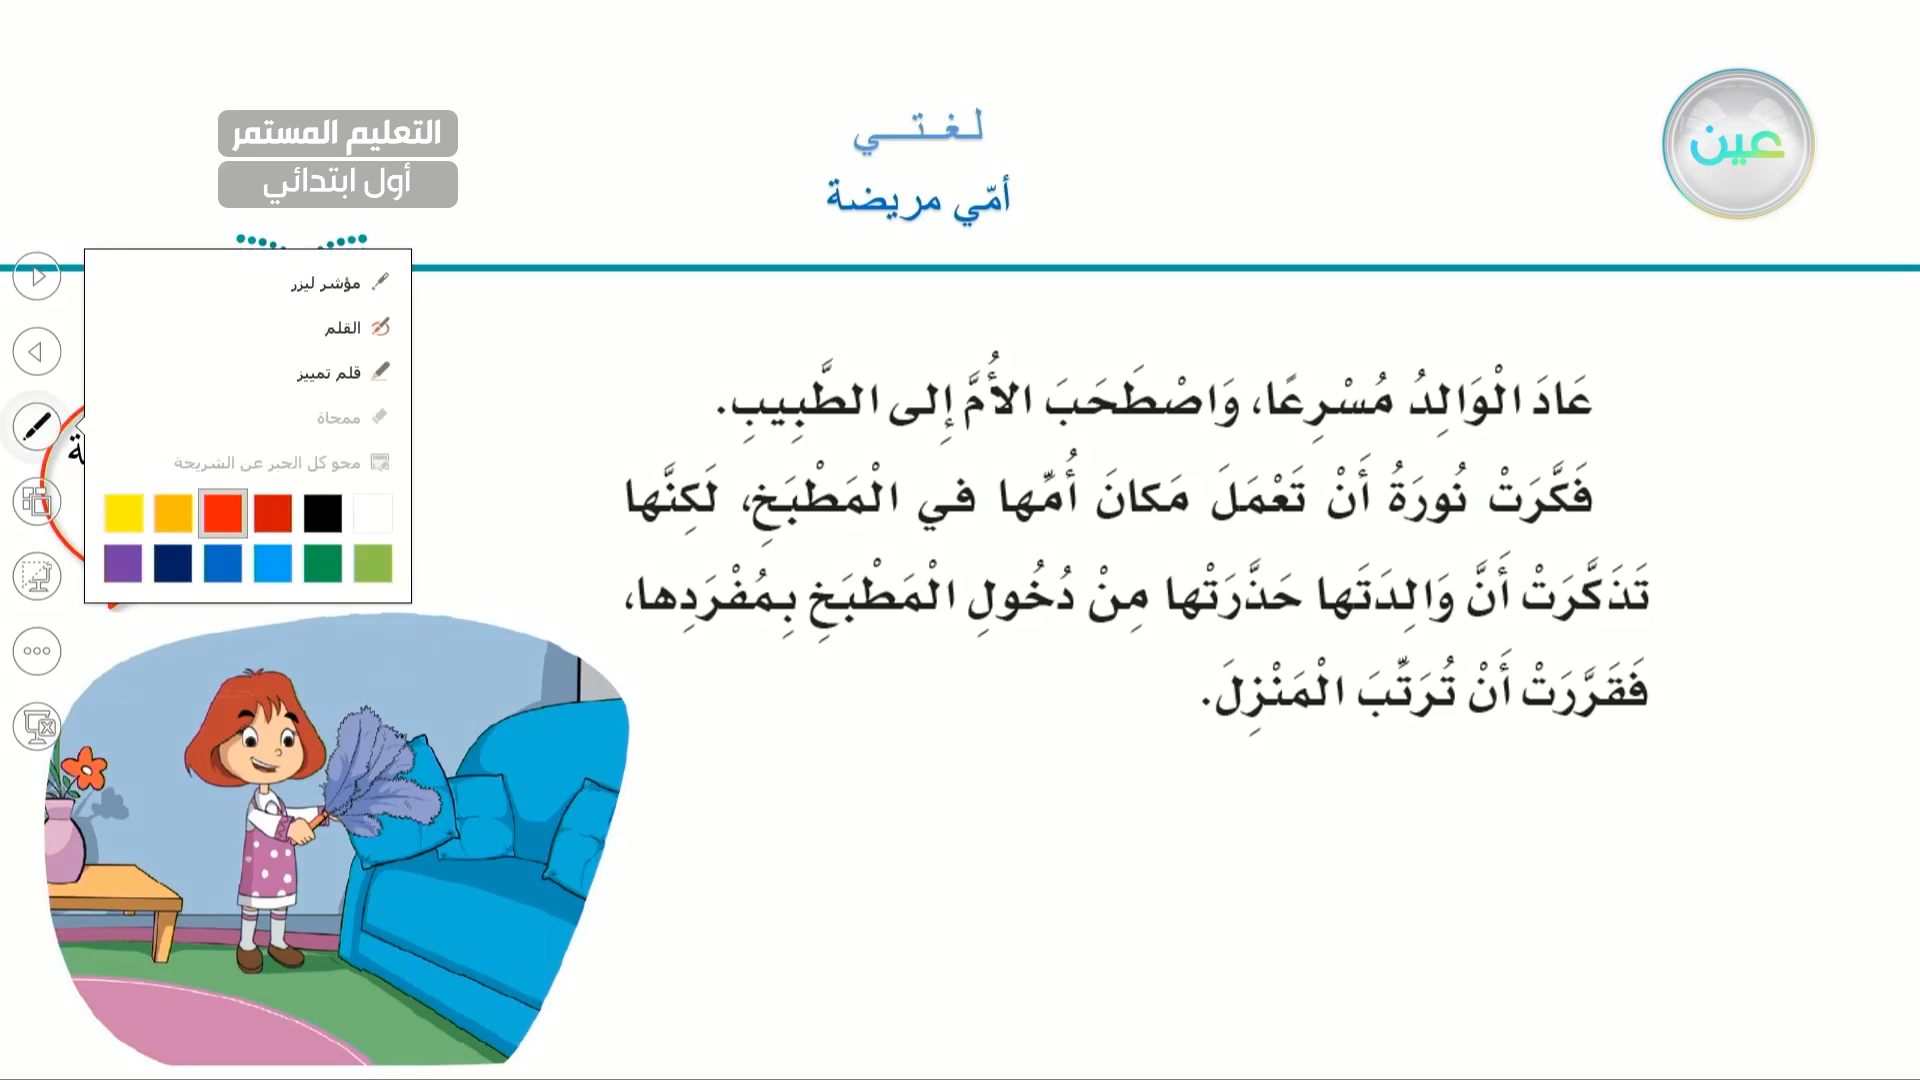 التعليم المستمر
أول ابتدائي
لـغـتــي
أمّي مريضة
عين
مؤشر ليزر
القلم
قلم تمييز
ممحاة
محو كل الحبر عن الشريحة
عَادَ الْوَالِدُ مُسْرِعًا، وَاصْطَحَبَ الأُمَّ إِلى الطَّبِيبِ.
فَكَّرَتْ نُورَةُ أَنْ تَعْمَلَ مَكانَ أُمِّها في الْمَطْبَخِ، لَكِنَّها
تَذَكَّرَتْ أَنَّ وَالِدَتَها حَذَّرَتْها مِنْ دُخُولِ الْمَطْبَخِ بِمُفْرَدِها،
فَقَرَّرَتْ أَنْ تُرَتِّبَ الْمَنْزِلَ.